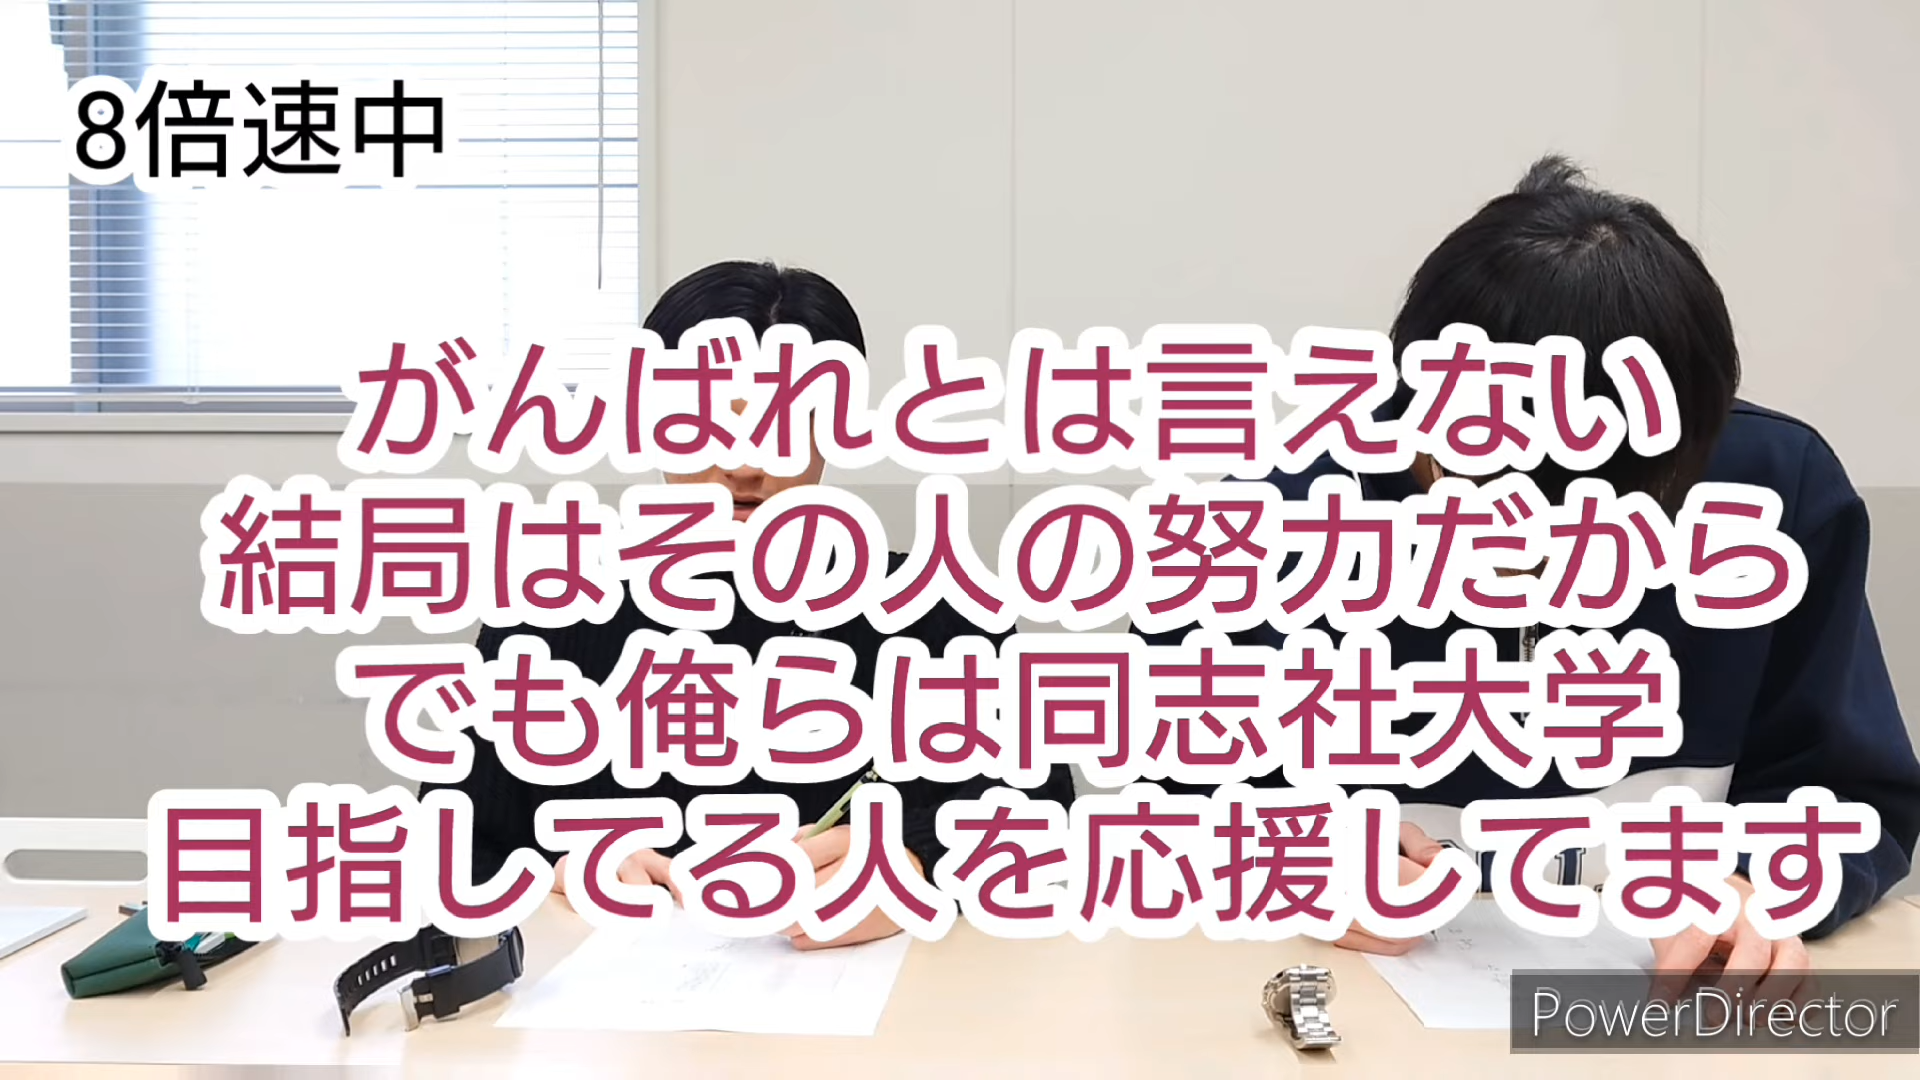 8倍速中
がんばれとは言えない
結局はその人の努力だから
でも俺らは同志社大学
目指してる人を応援してます
PowerDirector